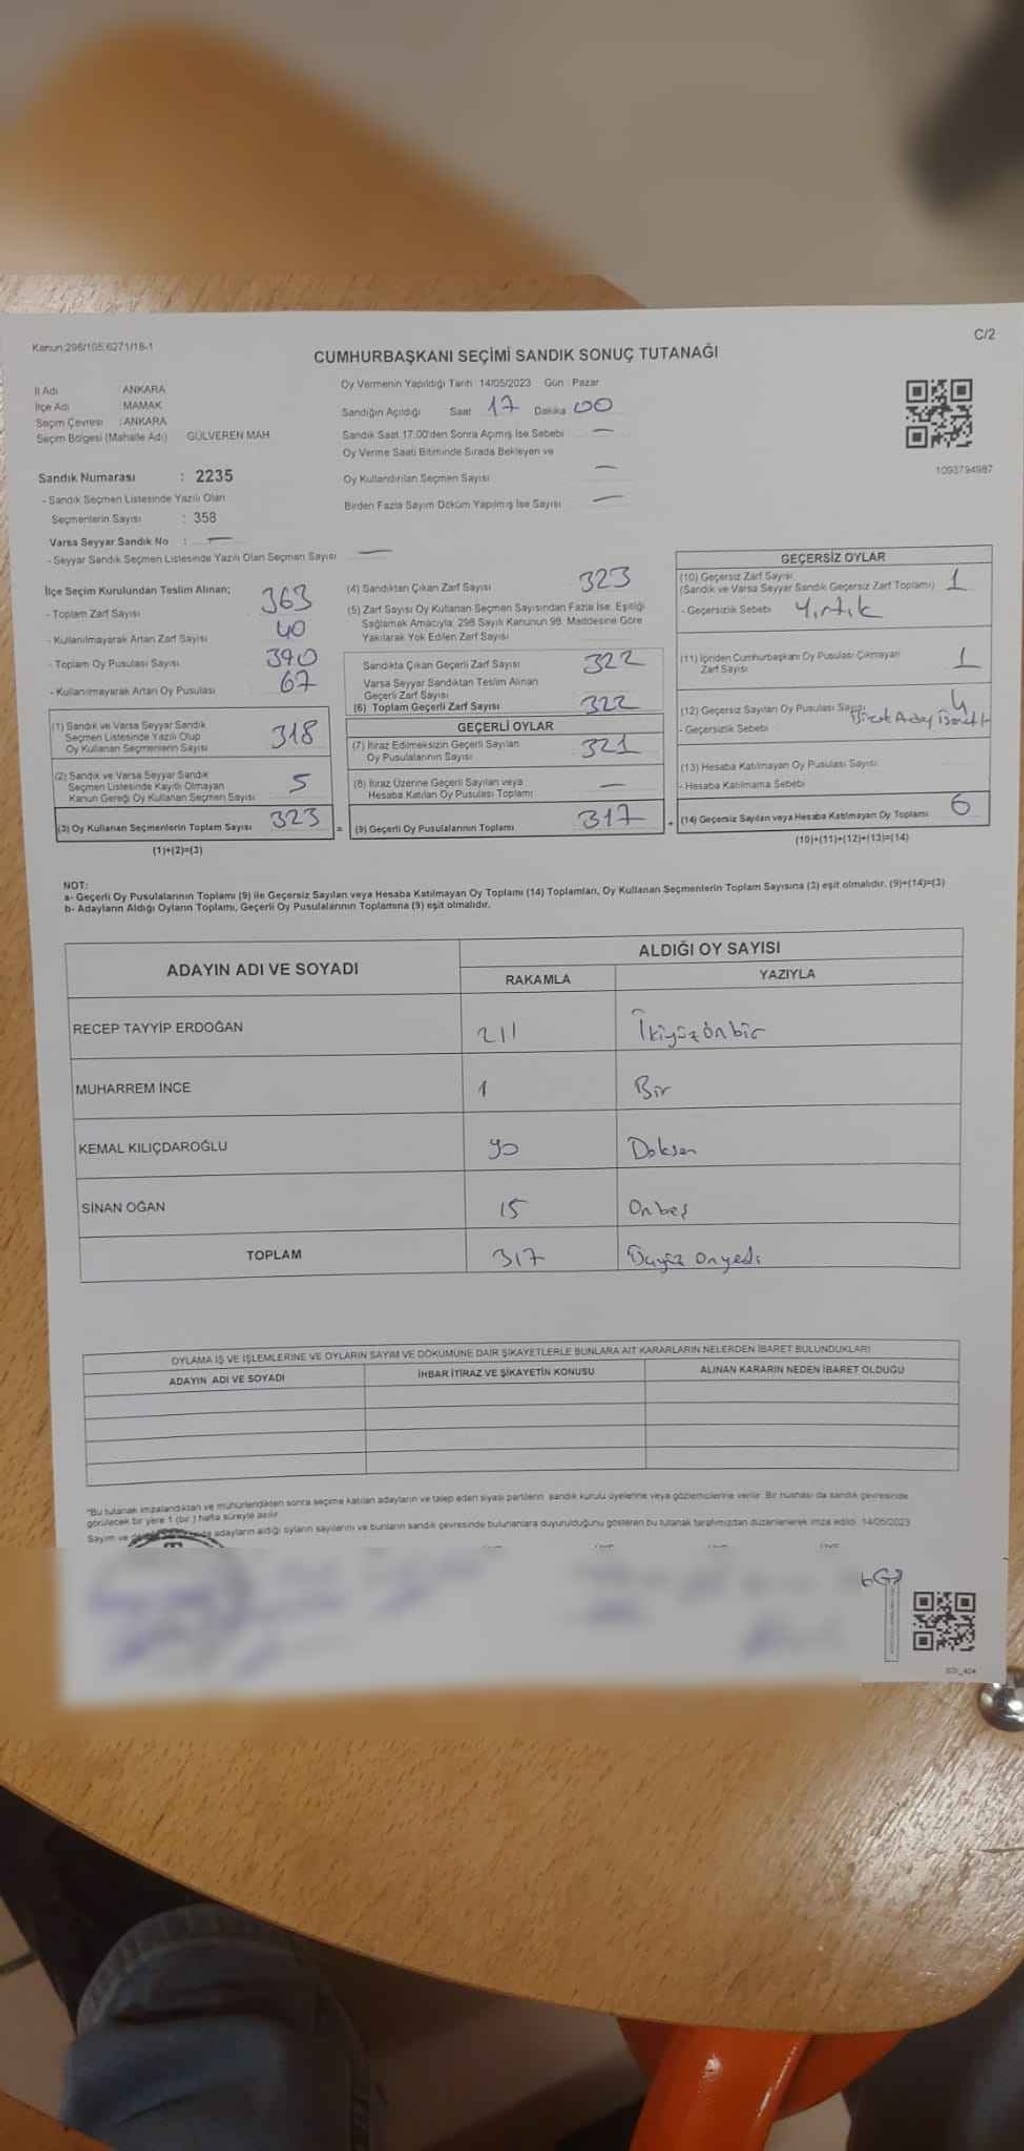 Kanun:298/105,6271/18-1
C/2
CUMHURBAŞKANI SEÇİMİ SANDIK SONUÇ TUTANAĞI
İl Adı : ANKARA
İlçe Adı : MAMAK
Seçim Çevresi : ANKARA
Seçim Bölgesi (Mahalle Adı) GÜLVEREN MAH
Sandık Numarası : 2235
- Sandık Seçmen Listesinde Yazılı Olan
Seçmenlerin Sayısı : 358
Varsa Seyyar Sandık No : —
- Seyyar Sandık Seçmen Listesinde Yazılı Olan Seçmen Sayısı —
Oy Vermenin Yapıldığı Tarih 14/05/2023 Gün : Pazar
Sandığın Açıldığı Saat 17 Dakika 00
Sandık Saat 17:00'den Sonra Açmış İse Sebebi —
Oy Verme Saati Bitiminde Sırada Bekleyen ve
Oy Kullandırılan Seçmen Sayısı —
Birden Fazla Sayım Döküm Yapılmış İse Sayısı —
1093794987
İlçe Seçim Kurulundan Teslim Alınan;
- Toplam Zarf Sayısı 363
- Kullanılmayarak Artan Zarf Sayısı 40
- Toplam Oy Pusulası Sayısı 390
- Kullanılmayarak Artan Oy Pusulası 67
(1) Sandık ve Varsa Seyyar Sandık
Seçmen Listesinde Yazılı Olup
Oy Kullanan Seçmenlerin Sayısı 318
(2) Sandık ve Varsa Seyyar Sandık
Seçmen Listesinde Kayıtlı Olmayan
Kanun Gereği Oy Kullanan Seçmen Sayısı 5
(3) Oy Kullanan Seçmenlerin Toplam Sayısı 323
(1)+(2)=(3)
(4) Sandıktan Çıkan Zarf Sayısı 323
(5) Zarf Sayısı Oy Kullanan Seçmen Sayısından Fazla İse, Eşitliği
Sağlamak Amacıyla, 298 Sayılı Kanunun 98. Maddesine Göre
Yakılarak Yok Edilen Zarf Sayısı
Sandıkta Çıkan Geçerli Zarf Sayısı 322
Varsa Seyyar Sandıktan Teslim Alınan
Geçerli Zarf Sayısı
(6) Toplam Geçerli Zarf Sayısı 322
GEÇERLİ OYLAR
(7) İtiraz Edilmeksizin Geçerli Sayılan
Oy Pusulalarının Sayısı 321
(8) İtiraz Üzerine Geçerli Sayılan veya
Hesaba Katılan Oy Pusulası Toplamı —
= (9) Geçerli Oy Pusulalarının Toplamı 317
GEÇERSİZ OYLAR
(10) Geçersiz Zarf Sayısı
(Sandık ve Varsa Seyyar Sandık Geçersiz Zarf Toplamı) 1
- Geçersizlik Sebebi Yırtık
(11) İçinden Cumhurbaşkanı Oy Pusulası Çıkmayan
Zarf Sayısı 1
(12) Geçersiz Sayılan Oy Pusulası Sayısı 4
- Geçersizlik Sebebi
(13) Hesaba Katılmayan Oy Pusulası Sayısı
- Hesaba Katılmama Sebebi
+ (14) Geçersiz Sayılan veya Hesaba Katılmayan Oy Toplamı 6
(10)+(11)+(12)+(13)=(14)
NOT:
a- Geçerli Oy Pusulalarının Toplamı (9) ile Geçersiz Sayılan veya Hesaba Katılmayan Oy Toplamı (14) Toplamları, Oy Kullanan Seçmenlerin Toplam Sayısına (3) eşit olmalıdır. (9)+(14)=(3)
b- Adayların Aldığı Oyların Toplamı, Geçerli Oy Pusulalarının Toplamına (9) eşit olmalıdır.
ADAYIN ADI VE SOYADI
ALDIĞI OY SAYISI
RAKAMLA YAZIYLA
RECEP TAYYİP ERDOĞAN 211 İkiyüzonbir
MUHARREM İNCE 1 Bir
KEMAL KILIÇDAROĞLU 90 Doksan
SİNAN OĞAN 15 Onbeş
TOPLAM 317 Üçyüz Onyedi
OYLAMA İŞ VE İŞLEMLERİNE VE OYLARIN SAYIM VE DÖKÜMÜNE DAİR ŞİKAYETLERLE BUNLARA AİT KARARLARIN NELERDEN İBARET BULUNDUKLARI
ADAYIN ADI VE SOYADI İHBAR İTİRAZ VE ŞİKAYETİN KONUSU ALINAN KARARIN NEDEN İBARET OLDUĞU
*Bu tutanak imzalandıktan ve mühürlendikten sonra seçime katılan adayların ve talep eden siyasi partilerin sandık kurulu üyelerine veya gözlemcilerine verilir. Bir nüshası da sandık çevresinde
görülecek bir yere 1 (bir) hafta süreyle asılır
Sayım ve adayların aldığı oyların sayılarını ve bunların sandık çevresinde bulunanlara duyurulduğunu gösteren bu tutanak tarafımızdan düzenlenerek imza edildi. 14/05/2023